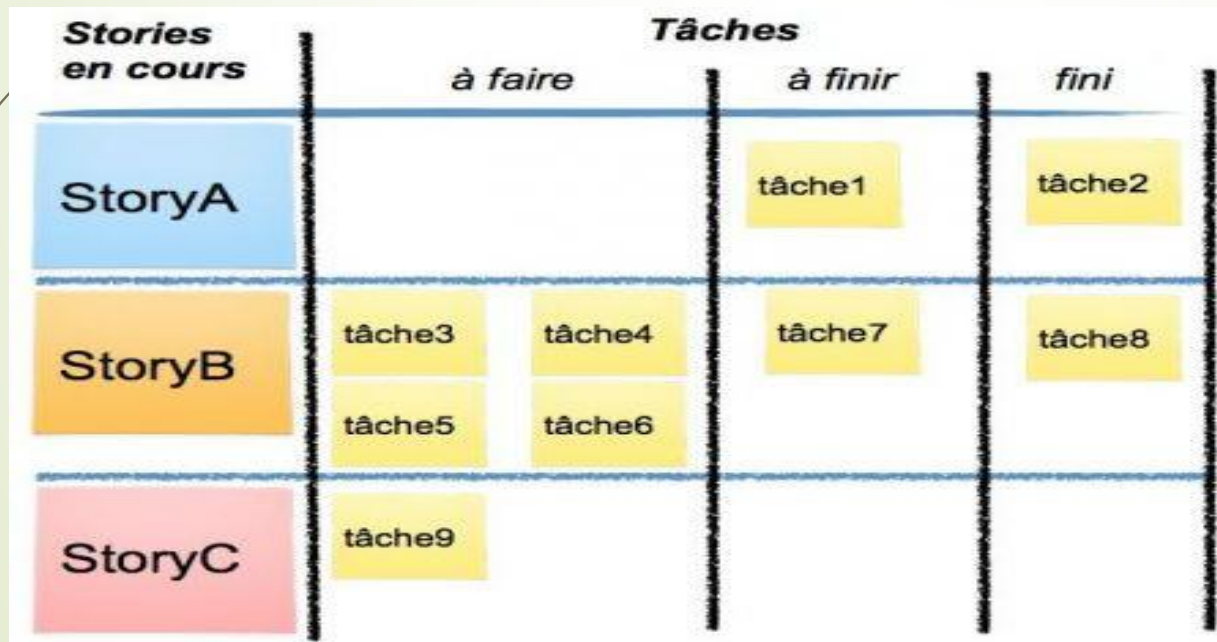 Stories
en cours
Tâches
à faire
à finir
fini
StoryA
tâche1
tâche2
StoryB
tâche3
tâche4
tâche7
tâche8
tâche5
tâche6
StoryC
tâche9